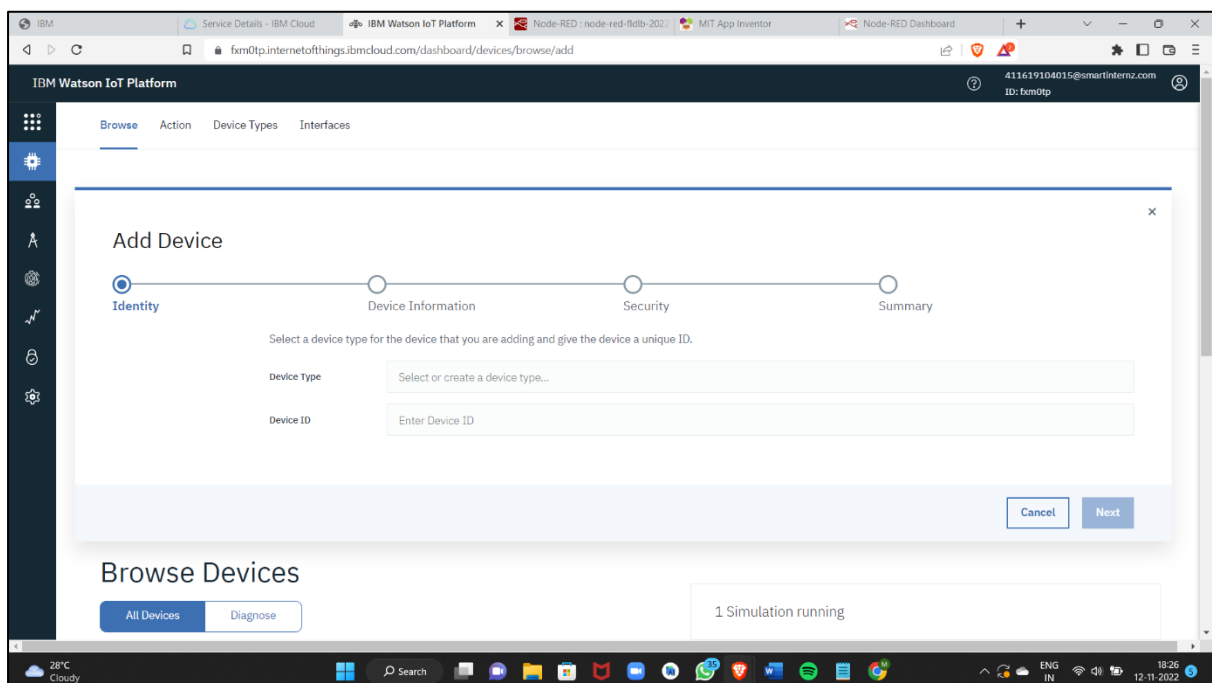 IBM
Service Details - IBM Cloud
IBM Watson IoT Platform
Node-RED : node-red-fldlb-2022
MIT App Inventor
Node-RED Dashboard
fxm0tp.internetofthings.ibmcloud.com/dashboard/devices/browse/add
IBM Watson IoT Platform
411619104015@smartinternz.com
ID: fxm0tp
Browse Action Device Types Interfaces
Add Device
Identity Device Information Security Summary
Select a device type for the device that you are adding and give the device a unique ID.
Device Type Select or create a device type...
Device ID Enter Device ID
Cancel Next
Browse Devices
All Devices Diagnose
1 Simulation running
28°C
Cloudy
Search
35
ENG
IN
18:26
12-11-2022
5